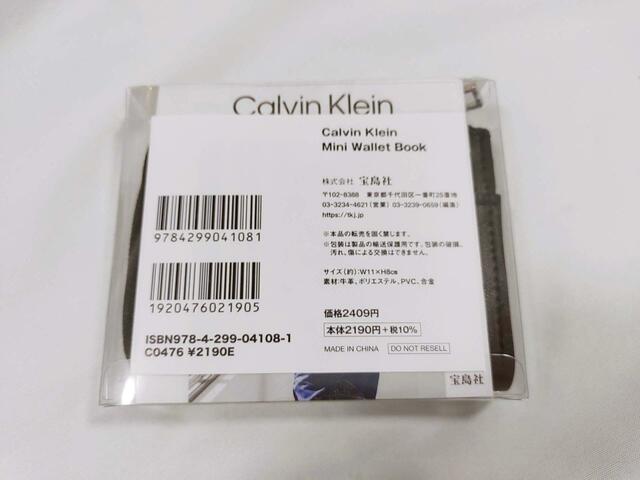 Calvin Klein
Calvin Klein
Mini Wallet Book
株式会社 宝島社
〒102-8388 東京都千代田区一番町25番地
03-3234-4621(営業) 03-3239-0659(編集)
https://tkj.jp
※本品の転売を固く禁じます。
※包装は製品の輸送保護用です。包装の破損、
汚れ、傷による交換はできません。
サイズ(約):W11×H8cm
素材:牛革、ポリエステル、PVC、合金
価格2409円
本体2190円+税10%
MADE IN CHINA DO NOT RESELL
9784299041081
1920476021905
ISBN978-4-299-04108-1
C0476 ¥2190E
宝島社